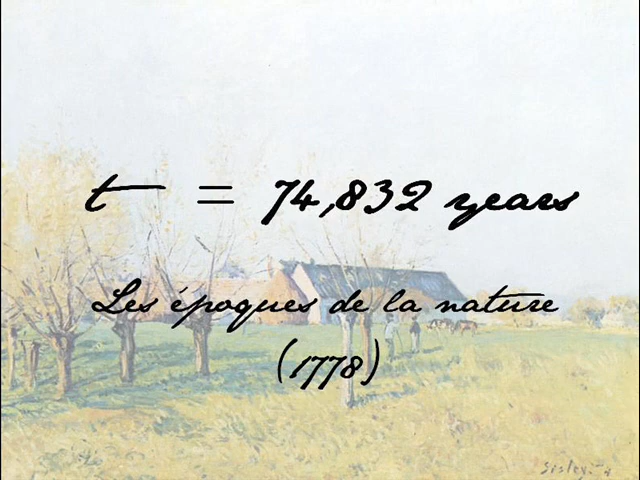 t = 74,832 years
Les époques de la nature
(1778)
Sisley